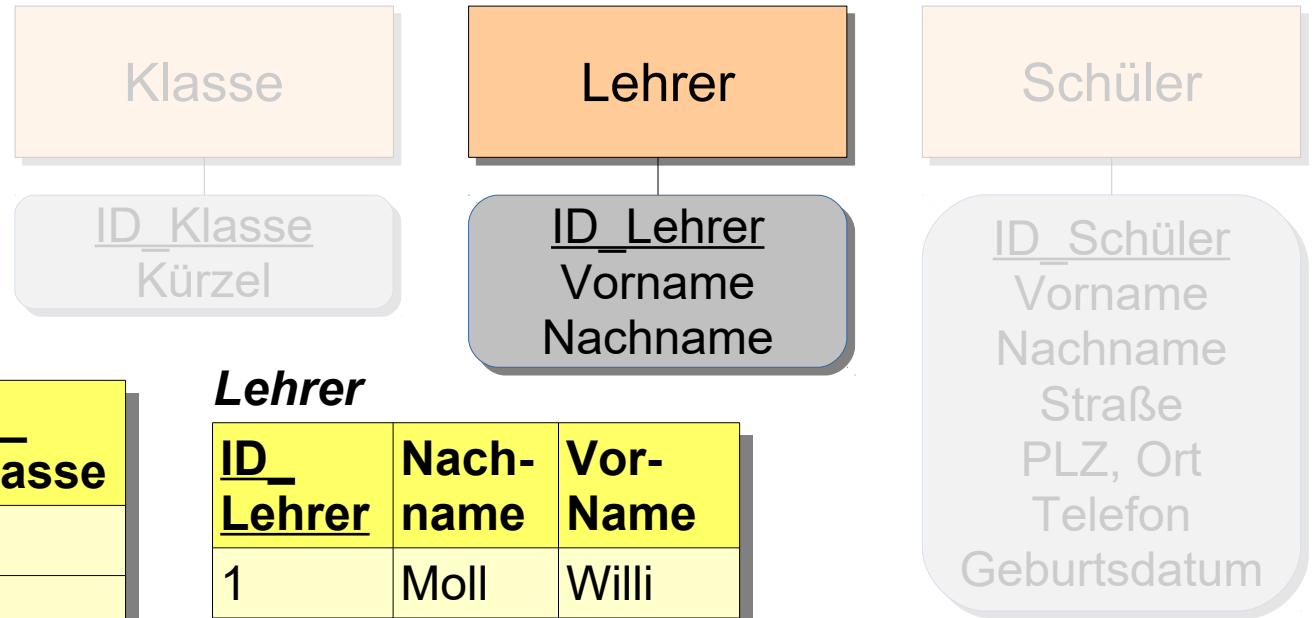 Klasse
ID_Klasse
Kürzel
Lehrer
ID_Lehrer
Vorname
Nachname
Schüler
ID_Schüler
Vorname
Nachname
Straße
PLZ, Ort
Telefon
Geburtsdatum
_
asse
Lehrer
ID_ Nach- Vor-
Lehrer name Name
1 Moll Willi